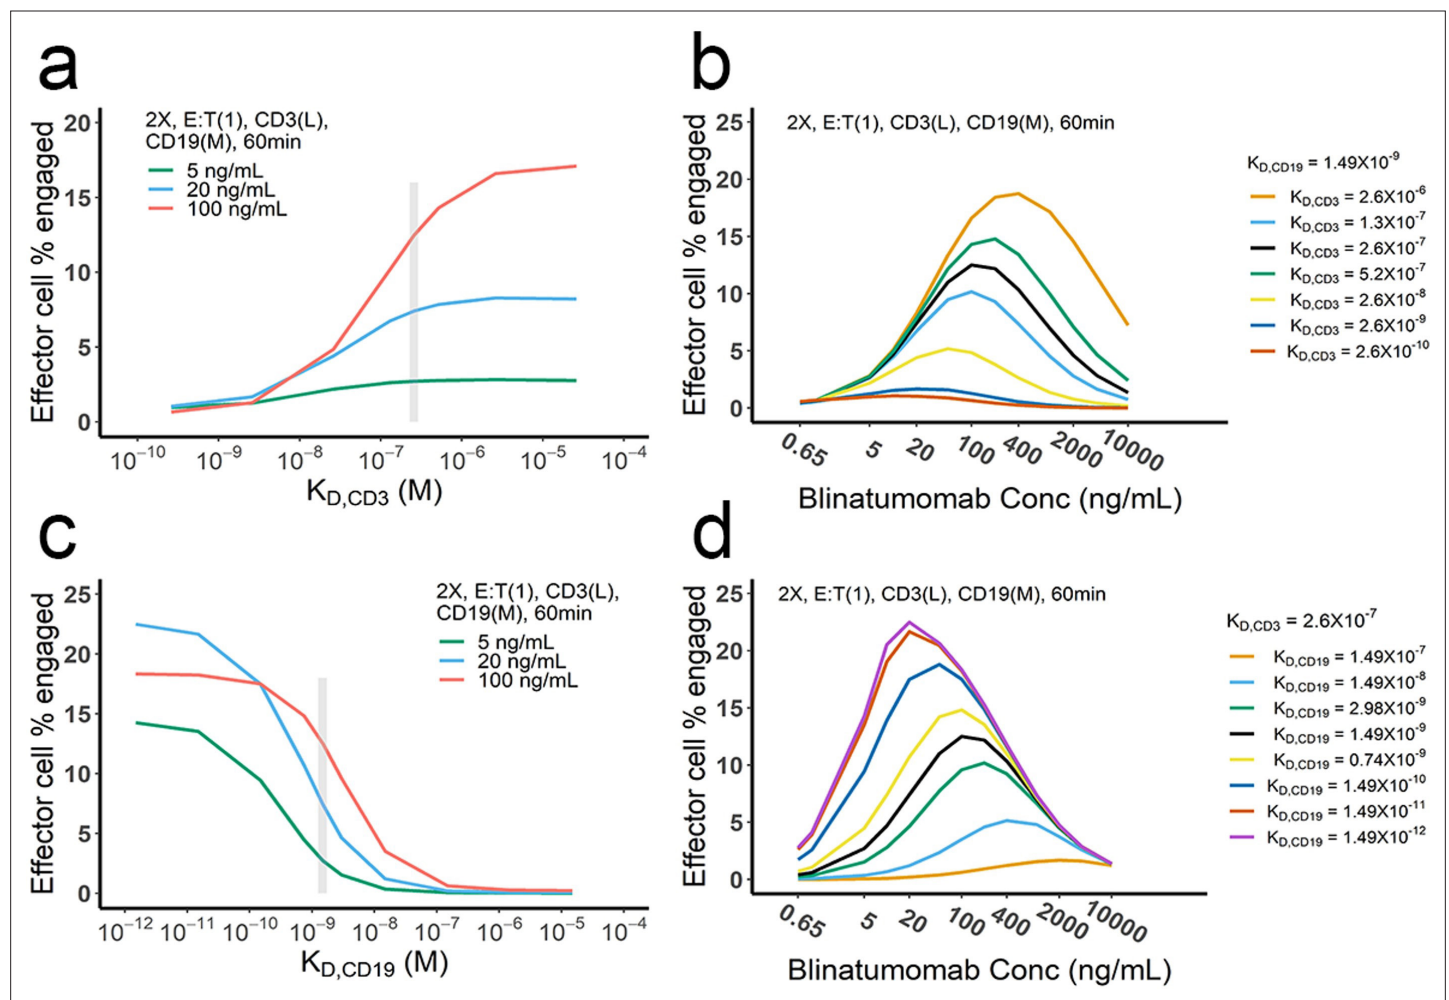 a
2X, E:T(1), CD3(L),
CD19(M), 60min
5 ng/mL
20 ng/mL
100 ng/mL
Effector cell % engaged
20
15
10
5
0
10⁻¹⁰ 10⁻⁹ 10⁻⁸ 10⁻⁷ 10⁻⁶ 10⁻⁵ 10⁻⁴
K_D,CD3 (M)
b
2X, E:T(1), CD3(L), CD19(M), 60min
Effector cell % engaged
25
20
15
10
5
0
0.65 5 20 100 400 2000 10000
Blinatumomab Conc (ng/mL)
K_D,CD19 = 1.49X10⁻⁹
K_D,CD3 = 2.6X10⁻⁶
K_D,CD3 = 1.3X10⁻⁷
K_D,CD3 = 2.6X10⁻⁷
K_D,CD3 = 5.2X10⁻⁷
K_D,CD3 = 2.6X10⁻⁸
K_D,CD3 = 2.6X10⁻⁹
K_D,CD3 = 2.6X10⁻¹⁰
c
2X, E:T(1), CD3(L),
CD19(M), 60min
5 ng/mL
20 ng/mL
100 ng/mL
Effector cell % engaged
25
20
15
10
5
0
10⁻¹² 10⁻¹¹ 10⁻¹⁰ 10⁻⁹ 10⁻⁸ 10⁻⁷ 10⁻⁶ 10⁻⁵ 10⁻⁴
K_D,CD19 (M)
d
2X, E:T(1), CD3(L), CD19(M), 60min
Effector cell % engaged
25
20
15
10
5
0
0.65 5 20 100 400 2000 10000
Blinatumomab Conc (ng/mL)
K_D,CD3 = 2.6X10⁻⁷
K_D,CD19 = 1.49X10⁻⁷
K_D,CD19 = 1.49X10⁻⁸
K_D,CD19 = 2.98X10⁻⁹
K_D,CD19 = 1.49X10⁻⁹
K_D,CD19 = 0.74X10⁻⁹
K_D,CD19 = 1.49X10⁻¹⁰
K_D,CD19 = 1.49X10⁻¹¹
K_D,CD19 = 1.49X10⁻¹²